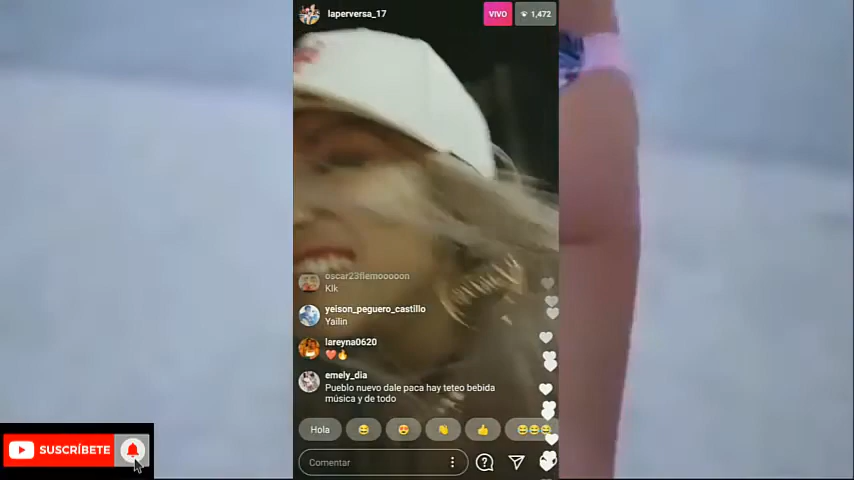 laperversa_17
VIVO
1,472
oscar23flemooooon
Klk
yeison_peguero_castillo
Yailin
lareyna0620
emely_dia
Pueblo nuevo dale paca hay teteo bebida
música y de todo
Hola
Comentar
SUSCRÍBETE